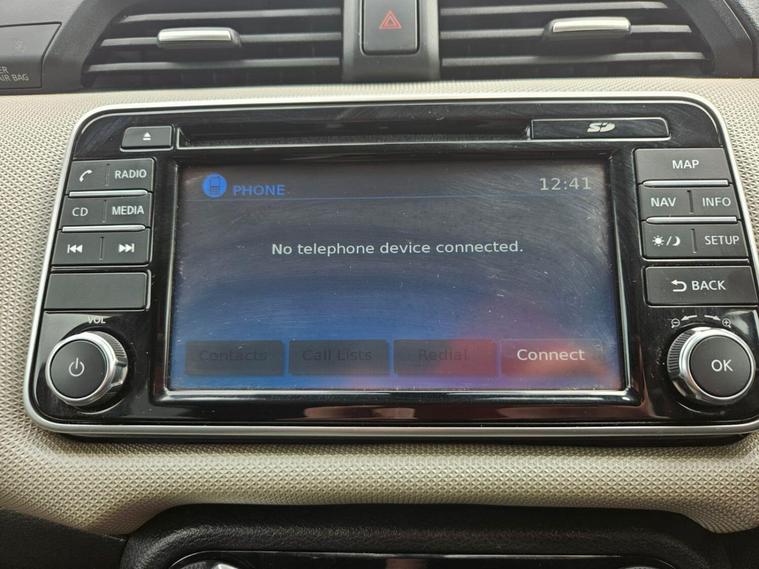 ER
AIR BAG
SD
RADIO
CD MEDIA
VOL
PHONE
12:41
No telephone device connected.
Contacts Call Lists Redial Connect
MAP
NAV INFO
SETUP
BACK
OK